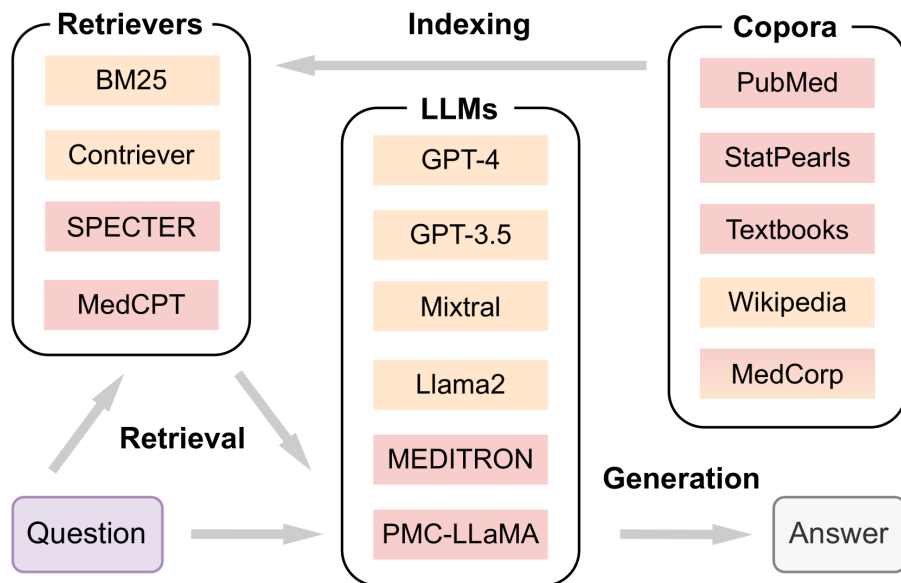 Retrievers
BM25
Contriever
SPECTER
MedCPT
Indexing
Copora
PubMed
StatPearls
Textbooks
Wikipedia
MedCorp
LLMs
GPT-4
GPT-3.5
Mixtral
Llama2
MEDITRON
PMC-LLaMA
Retrieval
Question
Generation
Answer